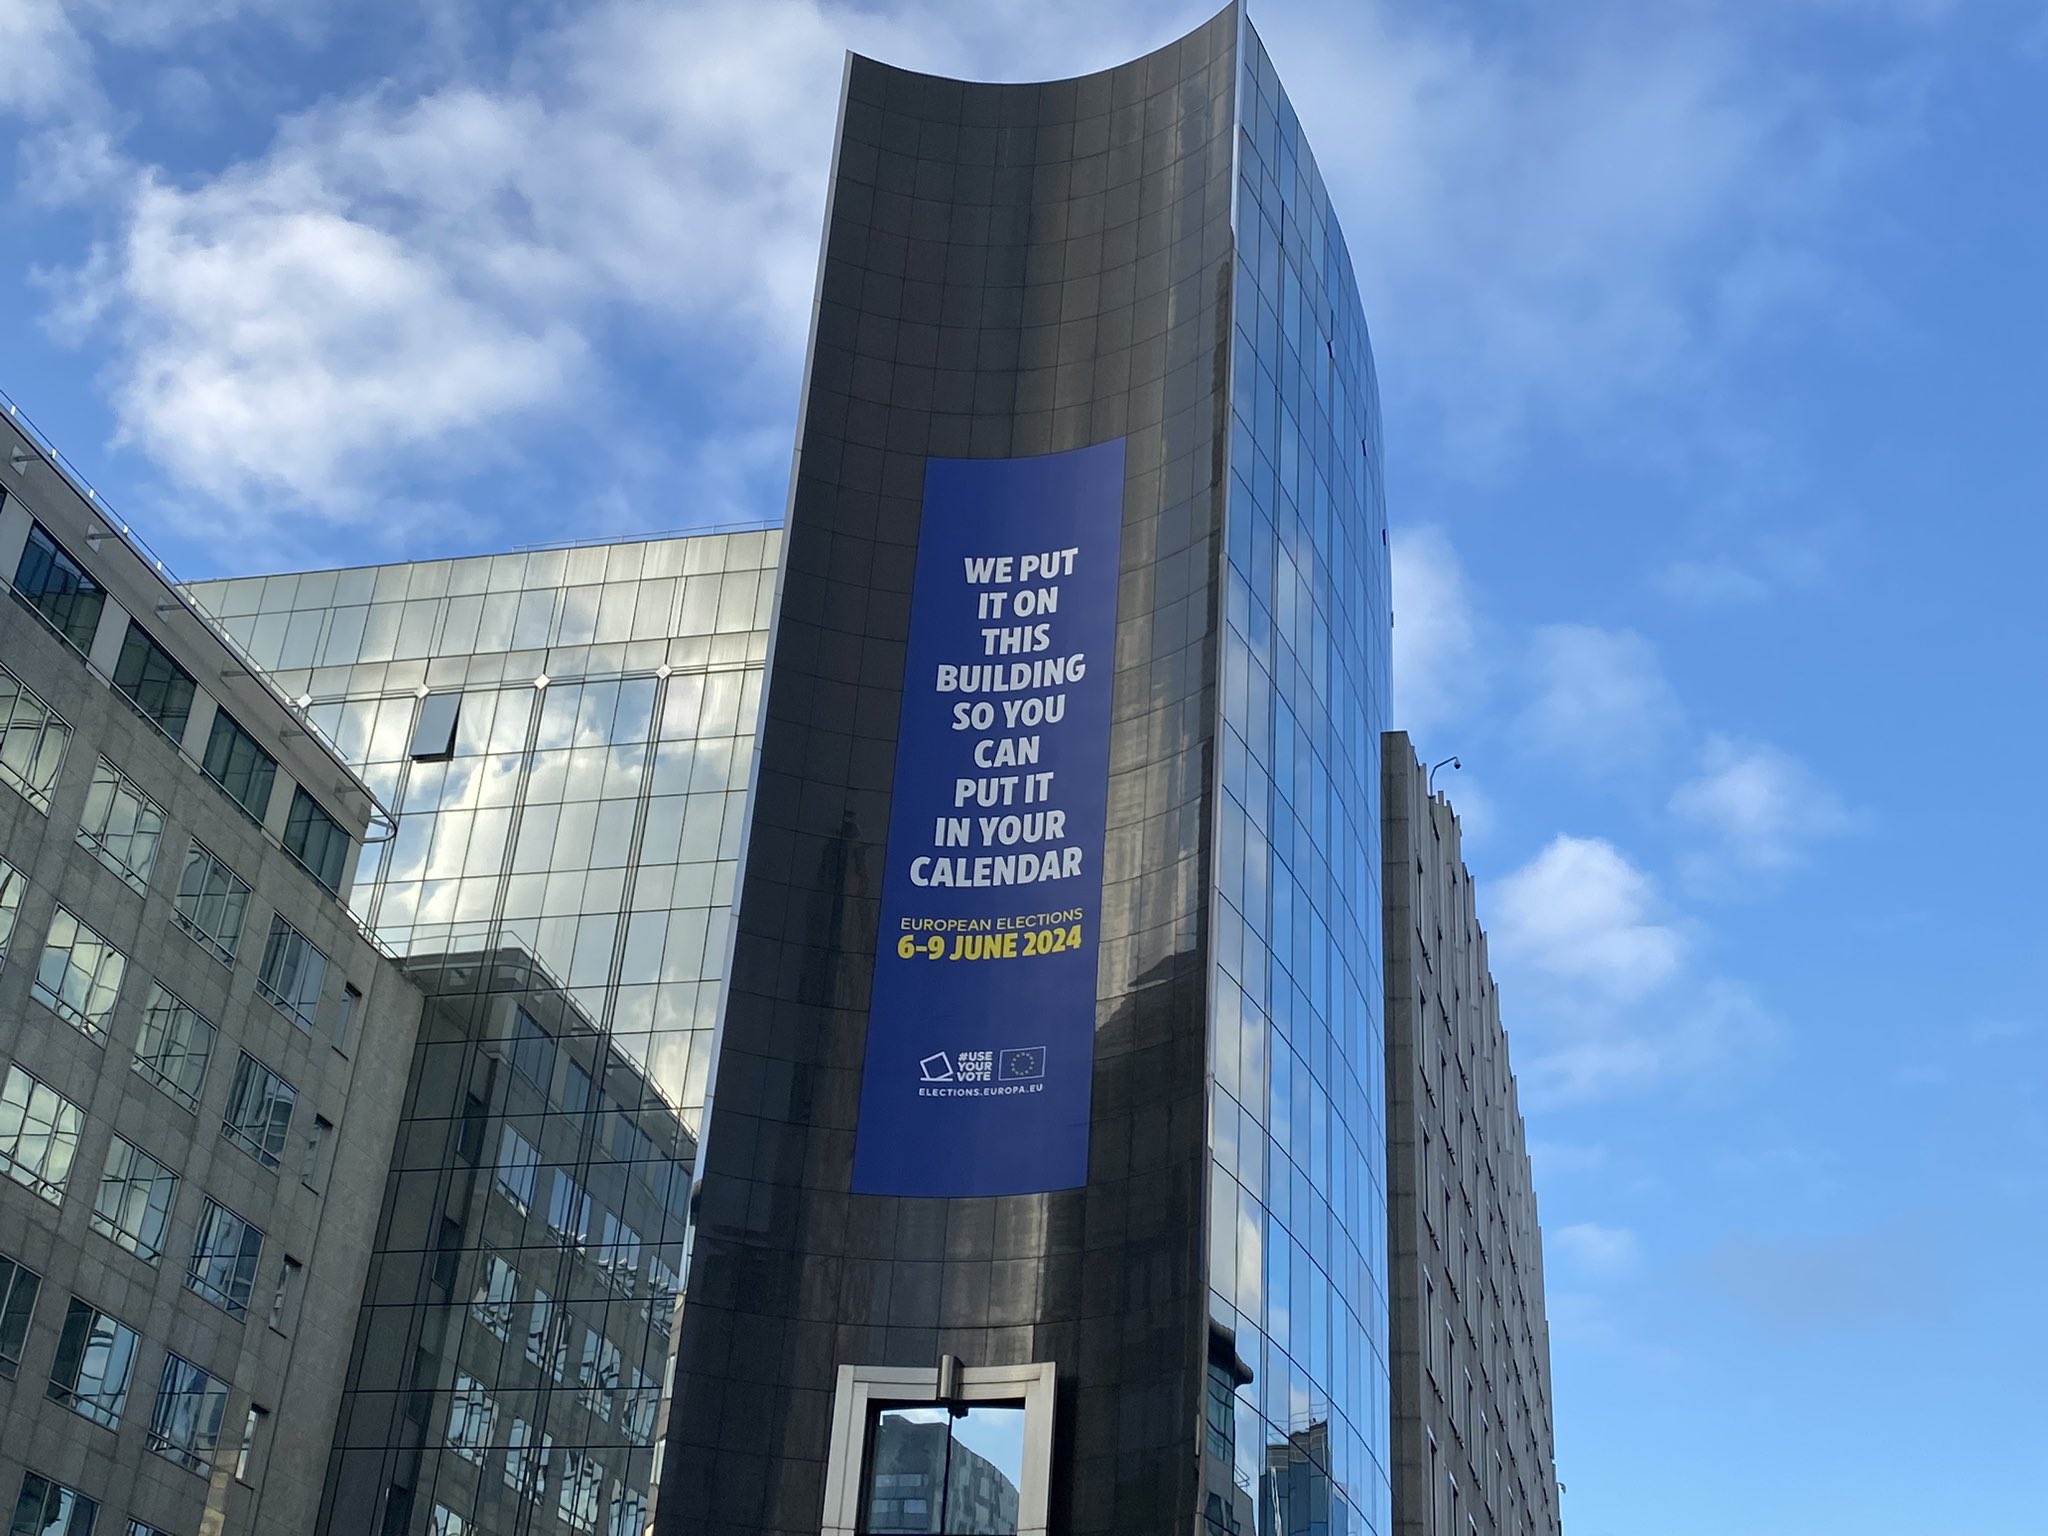 WE PUT
IT ON
THIS
BUILDING
SO YOU
CAN
PUT IT
IN YOUR
CALENDAR
EUROPEAN ELECTIONS
6-9 JUNE 2024
#USE
YOUR
VOTE
ELECTIONS.EUROPA.EU